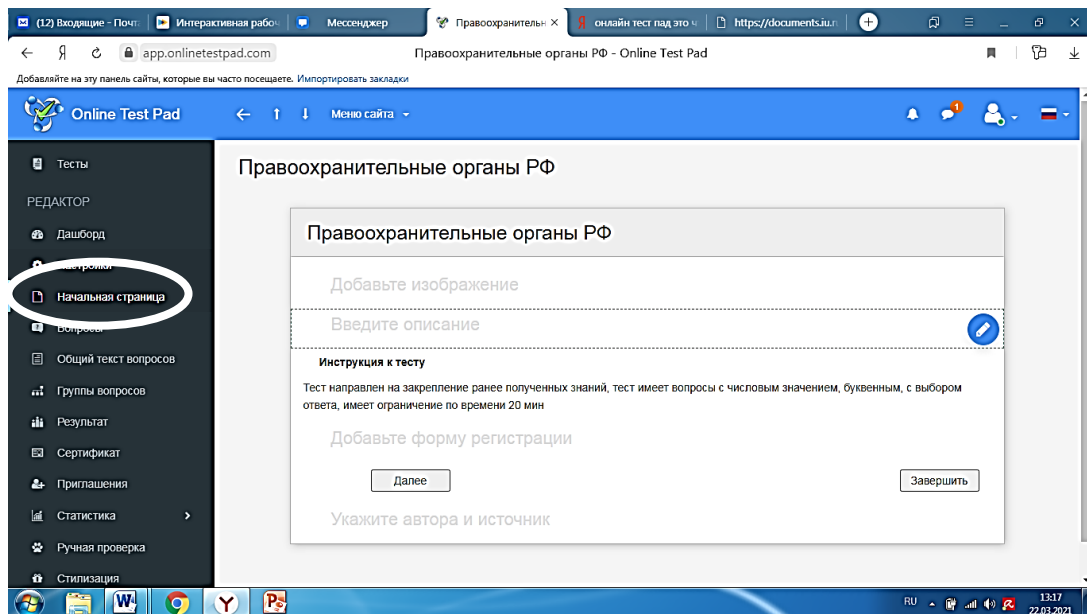 (12) Входящие – Почт
Интерактивная рабоч
Мессенджер
Правоохранительн
онлайн тест пад это ч
https://documents.iu.r
app.onlinetestpad.com
Правоохранительные органы РФ - Online Test Pad
Добавляйте на эту панель сайты, которые вы часто посещаете. Импортировать закладки
Online Test Pad
Меню сайта
1
Тесты
РЕДАКТОР
Дашборд
Настройки
Начальная страница
Вопросы
Общий текст вопросов
Группы вопросов
Результат
Сертификат
Приглашения
Статистика
Ручная проверка
Стилизация
Правоохранительные органы РФ
Правоохранительные органы РФ
Добавьте изображение
Введите описание
Инструкция к тесту
Тест направлен на закрепление ранее полученных знаний, тест имеет вопросы с числовым значением, буквенным, с выбором
ответа, имеет ограничение по времени 20 мин
Добавьте форму регистрации
Далее
Завершить
Укажите автора и источник
RU
13:17
22.03.2021